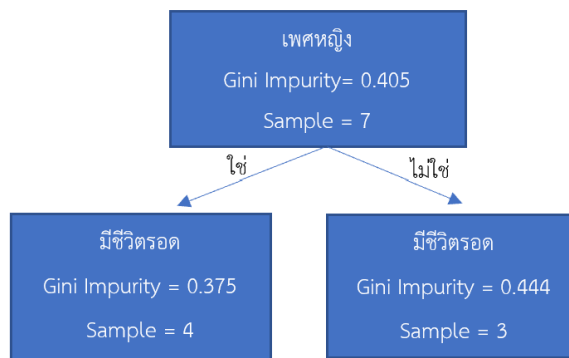 เพศหญิง
Gini Impurity= 0.405
Sample = 7
ใช่
ไม่ใช่
มีชีวิตรอด
Gini Impurity = 0.375
Sample = 4
มีชีวิตรอด
Gini Impurity = 0.444
Sample = 3